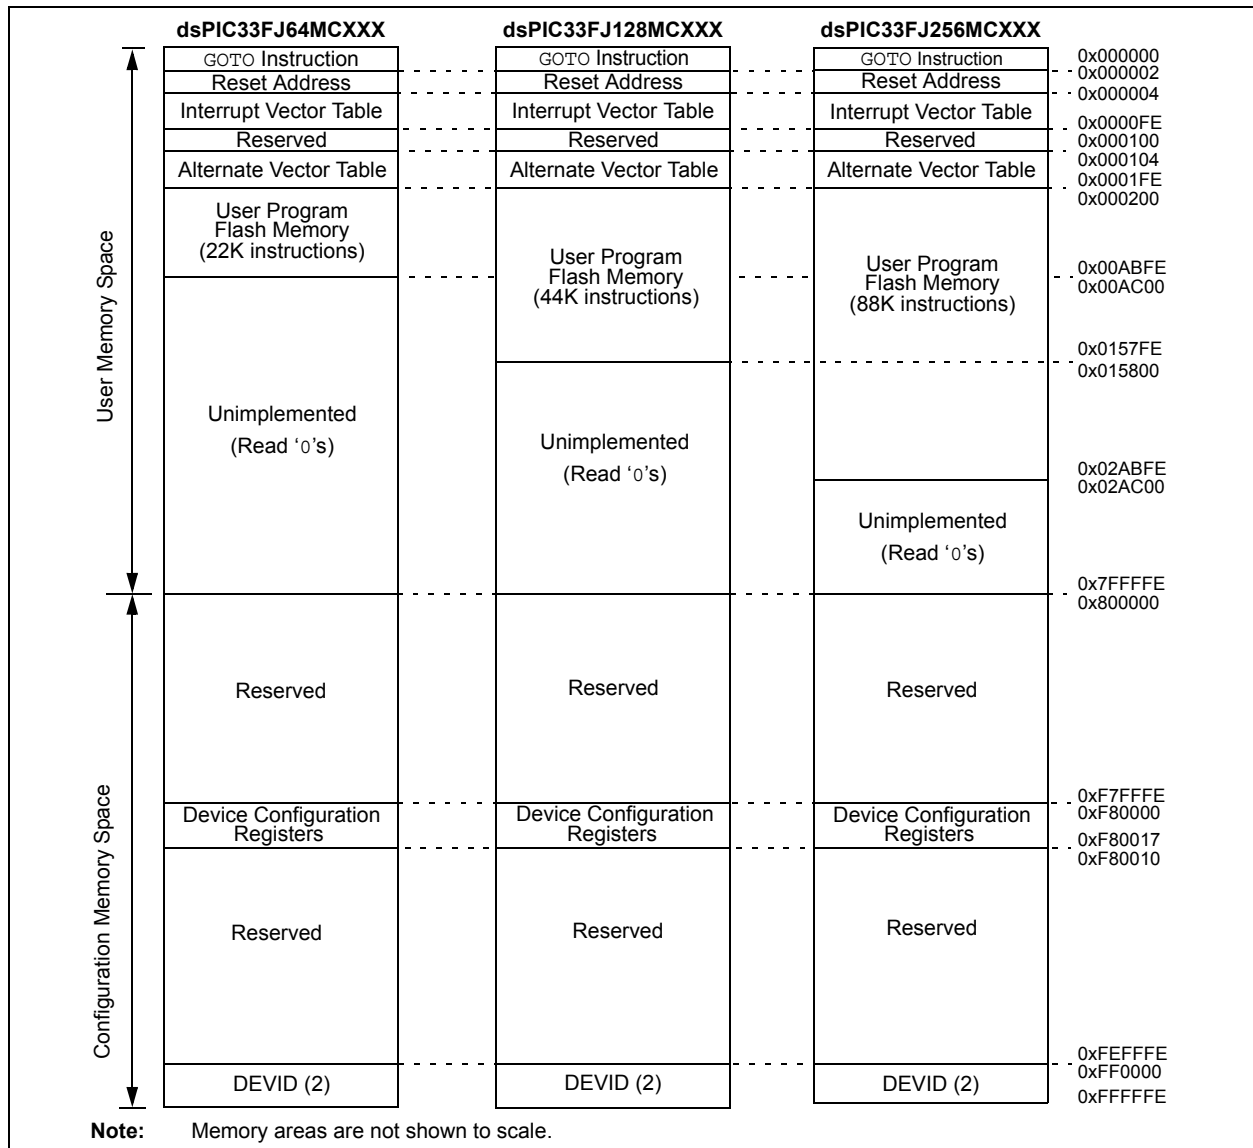 dsPIC33FJ64MCXXX
dsPIC33FJ128MCXXX
dsPIC33FJ256MCXXX
GOTO Instruction
GOTO Instruction
GOTO Instruction
0x000000
Reset Address
Reset Address
Reset Address
0x000002
0x000004
Interrupt Vector Table
Interrupt Vector Table
Interrupt Vector Table
0x0000FE
Reserved
Reserved
Reserved
0x000100
0x000104
Alternate Vector Table
Alternate Vector Table
Alternate Vector Table
0x0001FE
0x000200
User Program
Flash Memory
(22K instructions)
User Program
Flash Memory
(44K instructions)
User Program
Flash Memory
(88K instructions)
0x00ABFE
0x00AC00
0x0157FE
0x015800
User Memory Space
Unimplemented
(Read ‘0’s)
Unimplemented
(Read ‘0’s)
0x02ABFE
0x02AC00
Unimplemented
(Read ‘0’s)
0x7FFFFE
0x800000
Reserved
Reserved
Reserved
0xF7FFFE
0xF80000
Device Configuration
Registers
Device Configuration
Registers
Device Configuration
Registers
0xF80017
0xF80010
Configuration Memory Space
Reserved
Reserved
Reserved
0xFEFFFE
0xFF0000
DEVID (2)
DEVID (2)
DEVID (2)
0xFFFFFE
Note: Memory areas are not shown to scale.